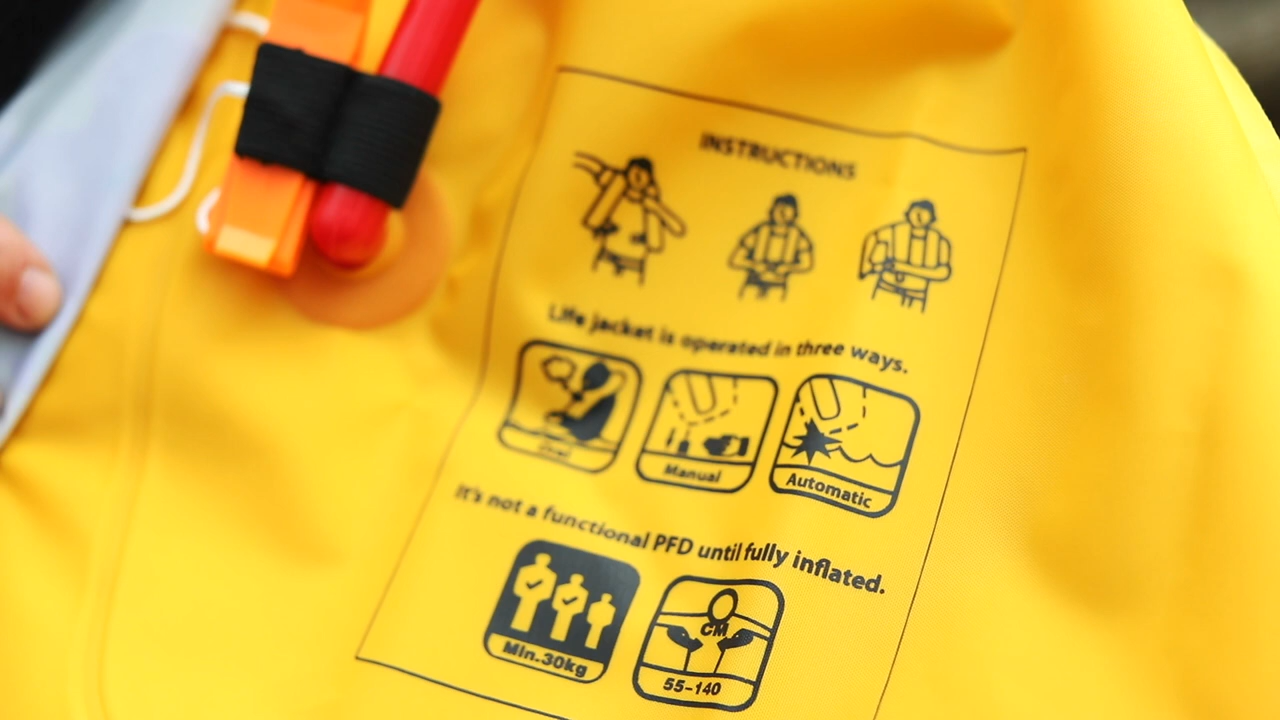 INSTRUCTIONS
Life jacket is operated in three ways.
Oral
Manual
Automatic
It's not a functional PFD until fully inflated.
Min.30kg
CM
55-140